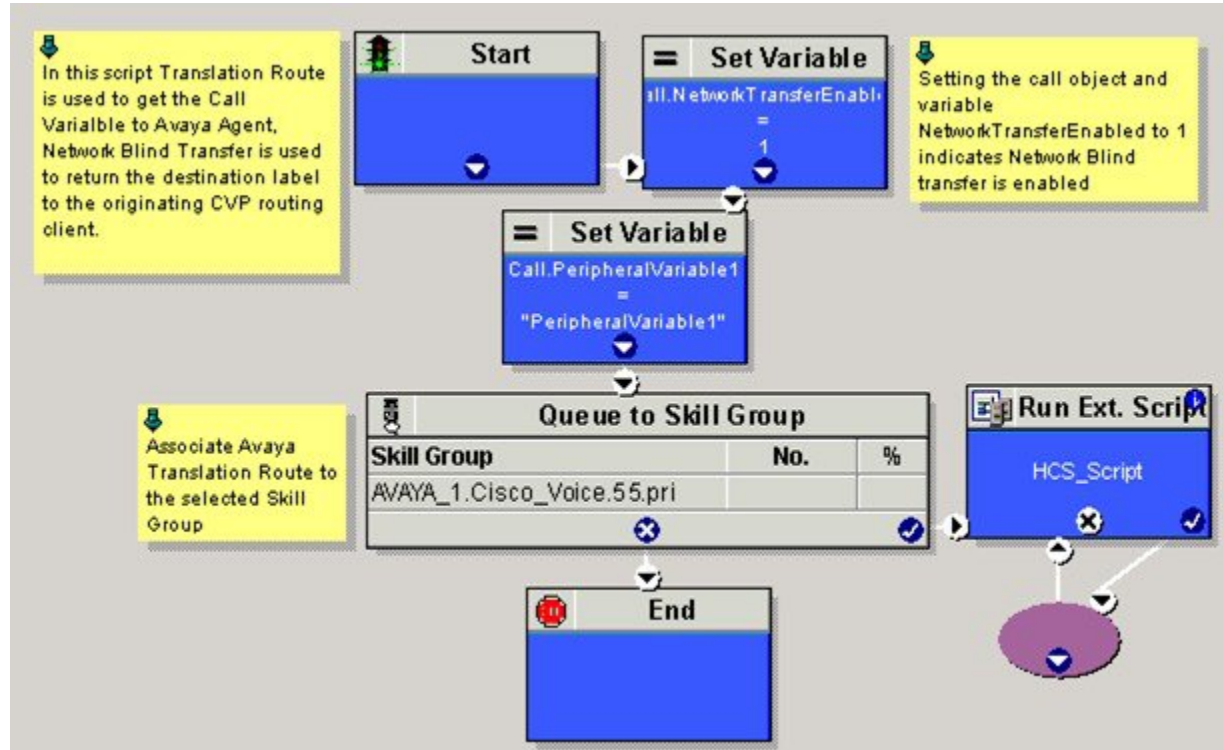 In this script Translation Route
is used to get the Call
Varialble to Avaya Agent,
Network Blind Transfer is used
to return the destination label
to the originating CVP routing
client.
Start
Set Variable
all.NetworkTransferEnabl
=
1
Setting the call object and
variable
NetworkTransferEnabled to 1
indicates Network Blind
transfer is enabled
Set Variable
Call.PeripheralVariable1
=
"PeripheralVariable1"
Associate Avaya
Translation Route to
the selected Skill
Group
Queue to Skill Group
Skill Group No. %
AVAYA_1.Cisco_Voice.55.pri
Run Ext. Script
HCS_Script
End